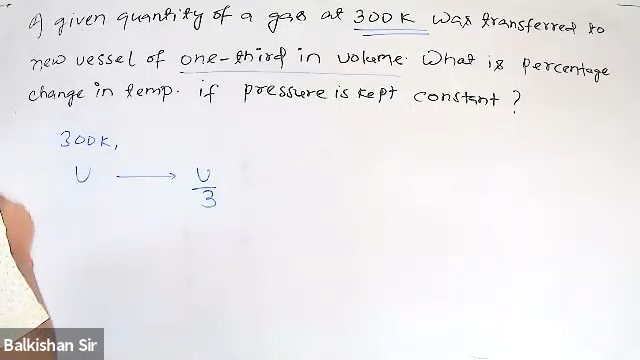 A given quantity of a gas at 300K was transferred to
new vessel of one-third in volume. What is percentage
change in temp. if pressure is kept constant?
300K,
V → V/3
Balkishan Sir